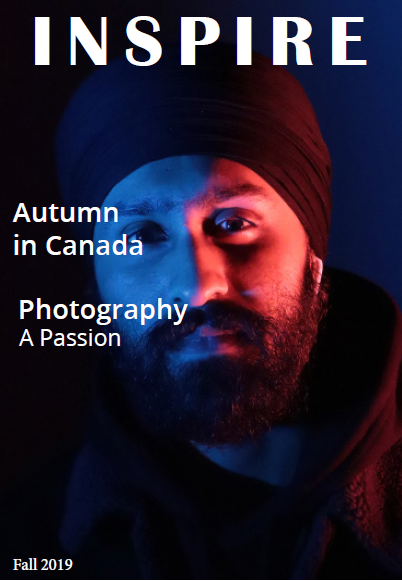 INSPIRE
Autumn
in Canada
Photography
A Passion
Fall 2019